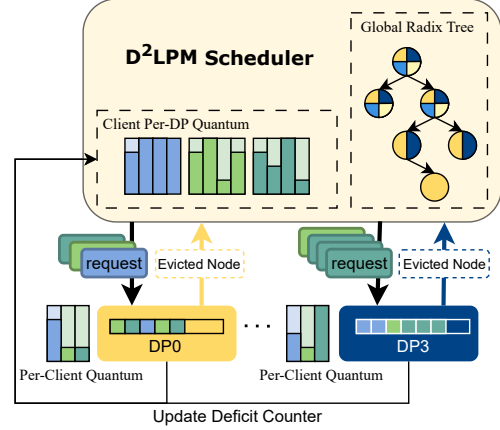 Global Radix Tree
D²LPM Scheduler
Client Per-DP Quantum
request
Evicted Node
request
Evicted Node
DP0
...
DP3
Per-Client Quantum
Per-Client Quantum
Update Deficit Counter